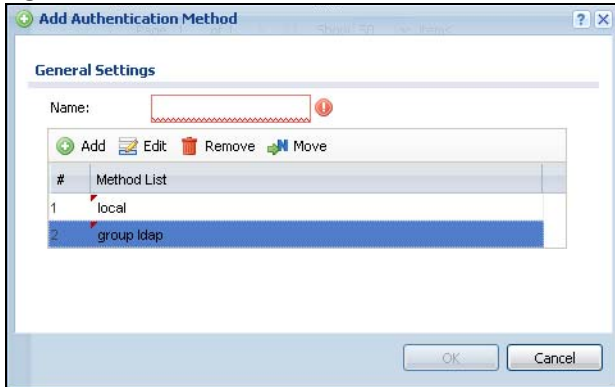 Add Authentication Method
General Settings
Name:
Add Edit Remove Move
# Method List
1 local
2 group ldap
OK Cancel